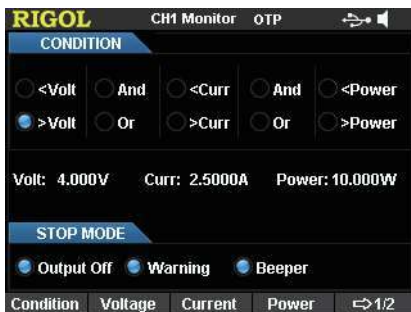 RIGOL CH1 Monitor OTP
CONDITION
<Volt And <Curr And <Power
>Volt Or >Curr Or >Power
Volt: 4.000V Curr: 2.5000A Power: 10.000W
STOP MODE
Output Off Warning Beeper
Condition Voltage Current Power ⇨1/2